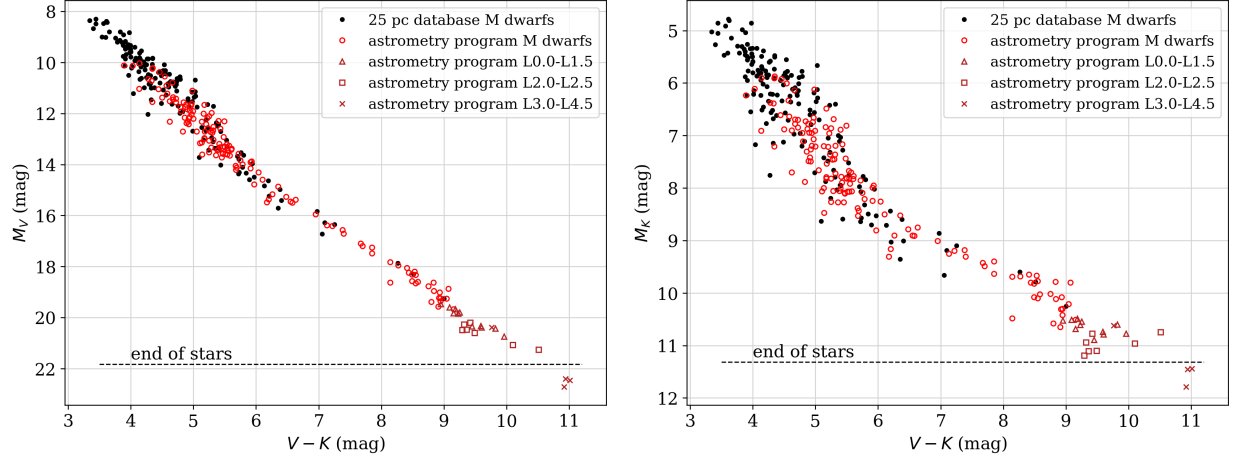 8
10
12
14
16
18
20
22
M_V (mag)
25 pc database M dwarfs
astrometry program M dwarfs
astrometry program L0.0-L1.5
astrometry program L2.0-L2.5
astrometry program L3.0-L4.5
end of stars
3 4 5 6 7 8 9 10 11
V − K (mag)
5
6
7
8
9
10
11
12
M_K (mag)
25 pc database M dwarfs
astrometry program M dwarfs
astrometry program L0.0-L1.5
astrometry program L2.0-L2.5
astrometry program L3.0-L4.5
end of stars
4 5 6 7 8 9 10 11
V − K (mag)